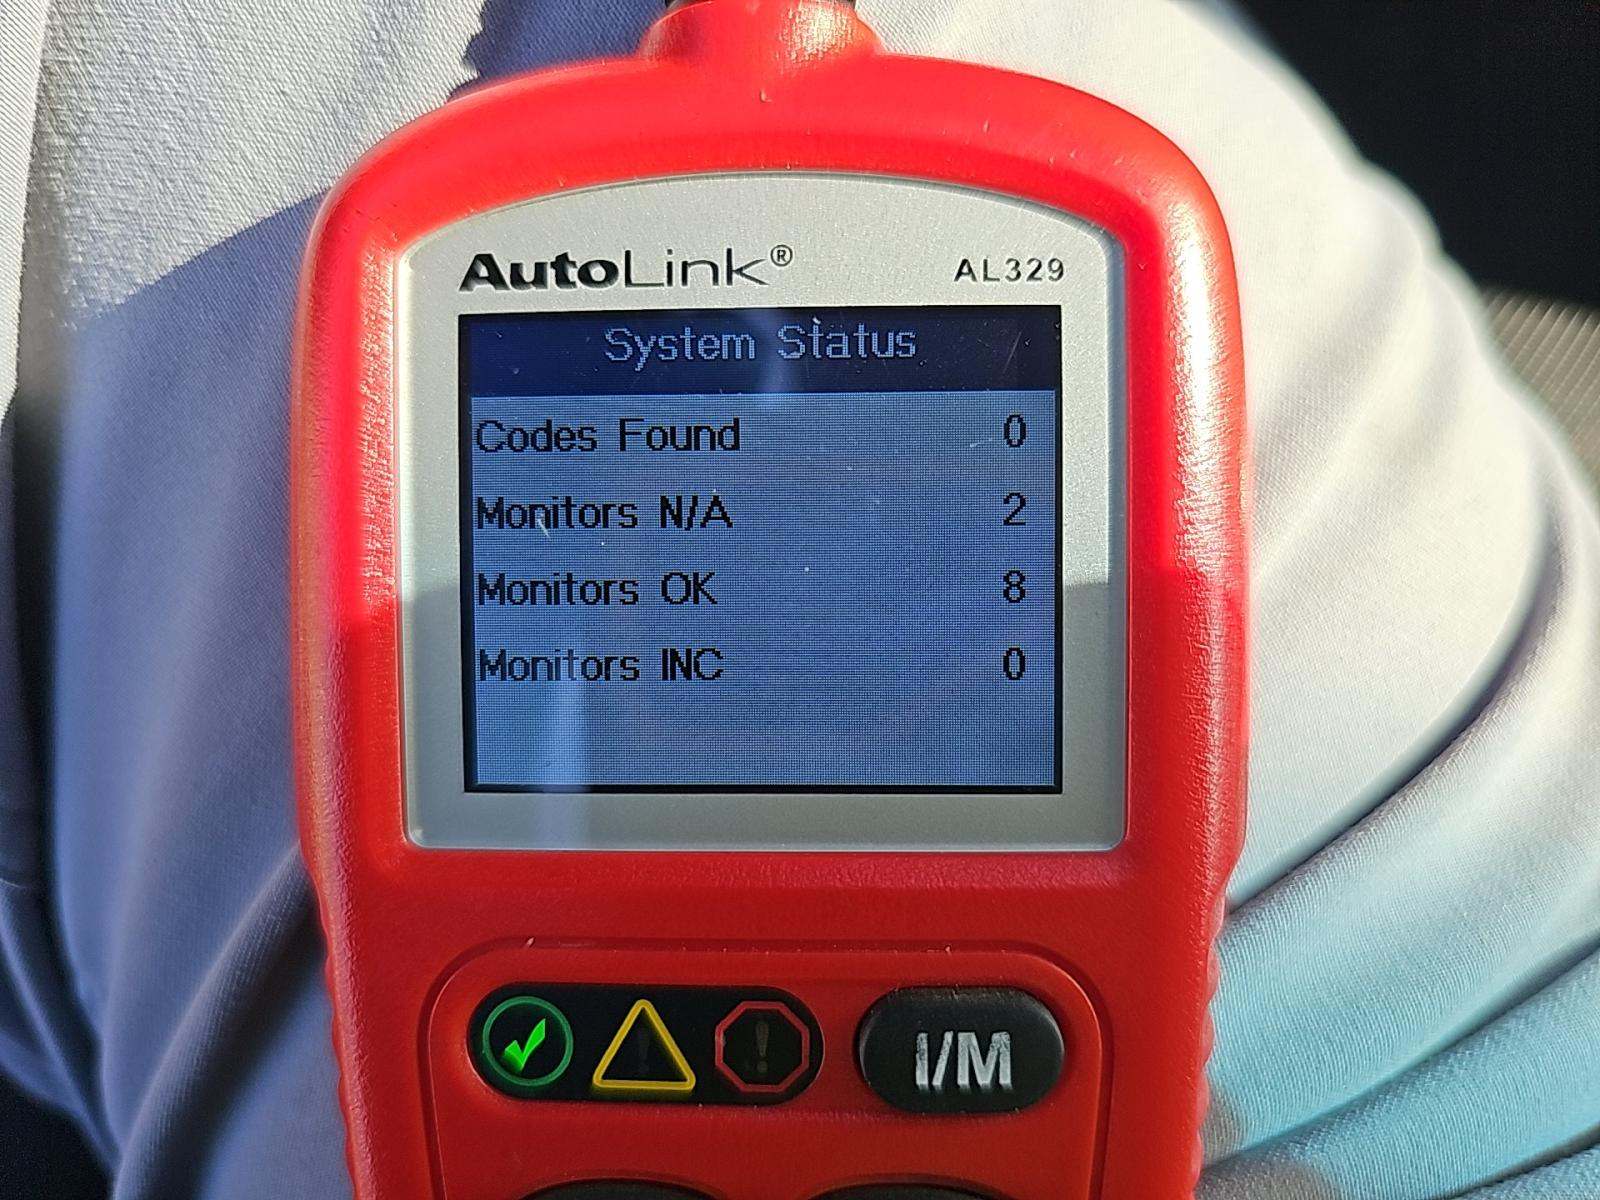 AutoLink® AL329
System Status
Codes Found 0
Monitors N/A 2
Monitors OK 8
Monitors INC 0
I/M